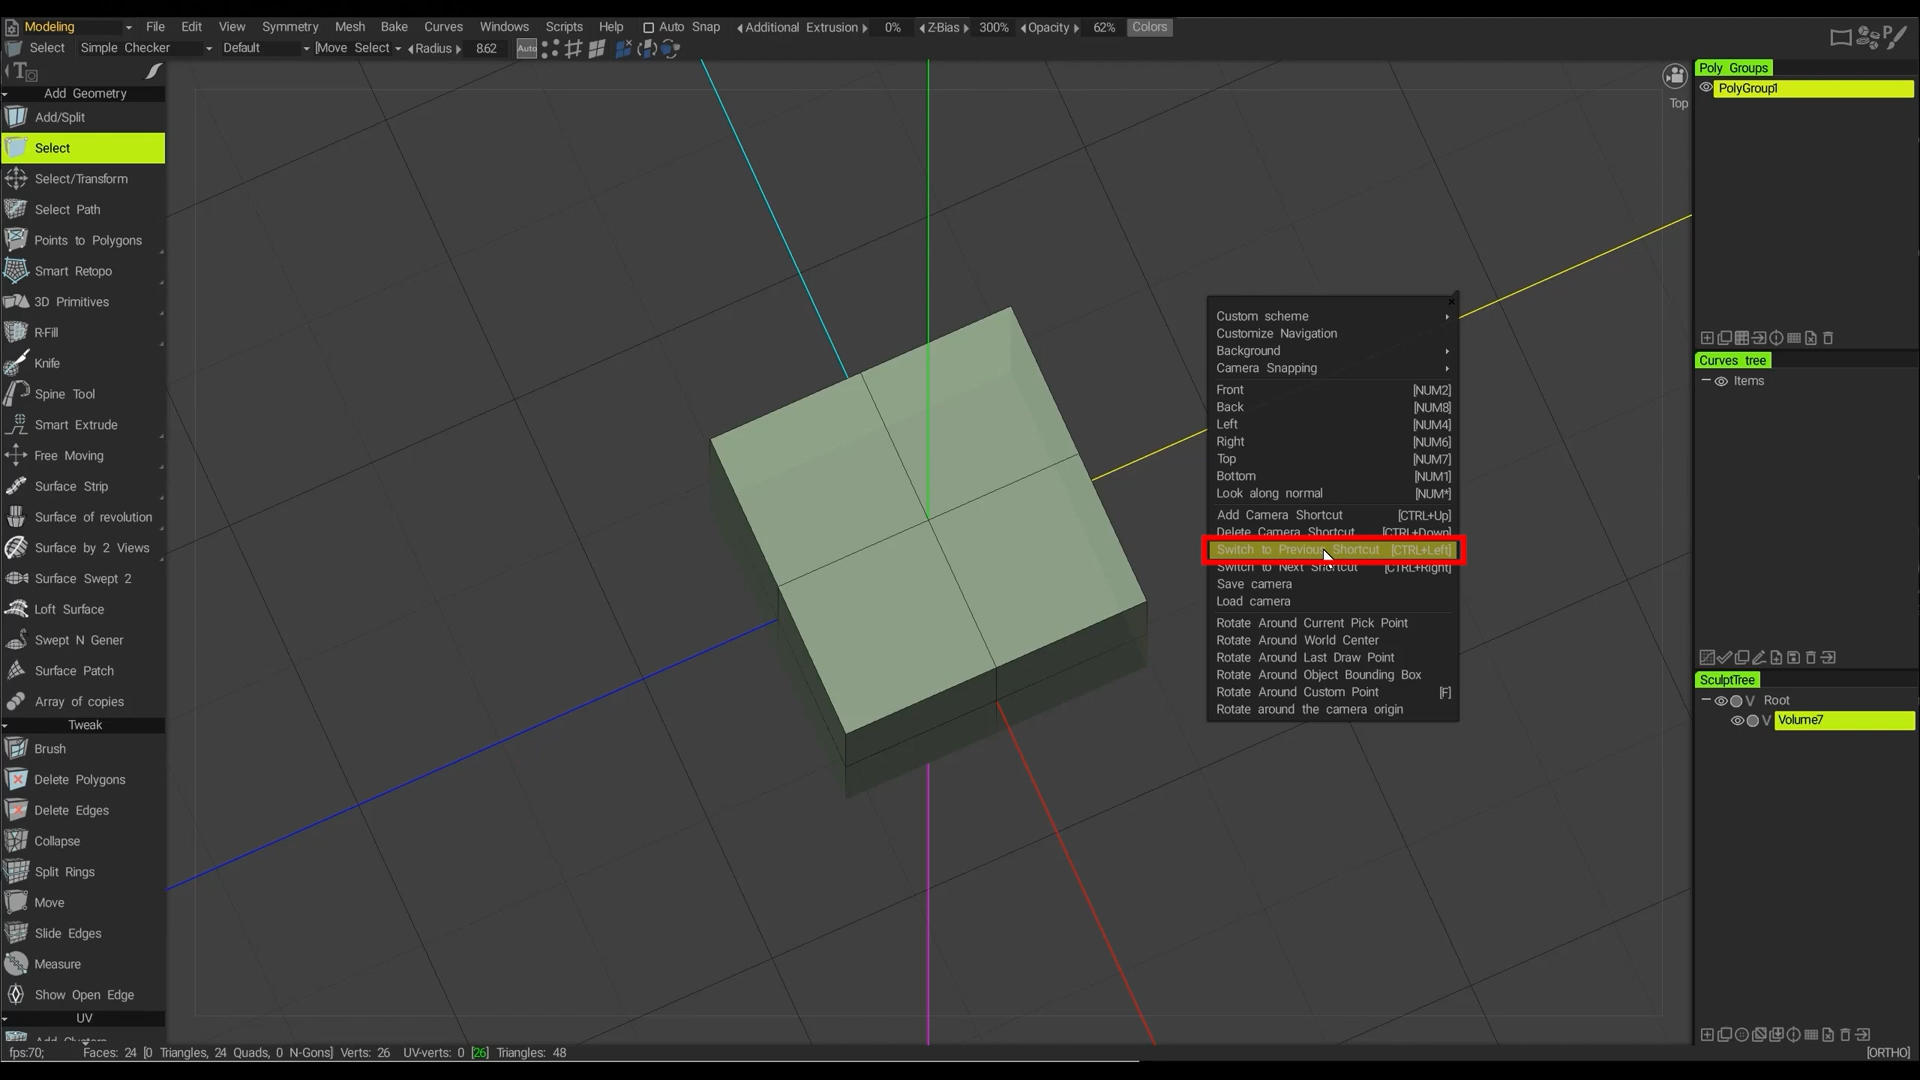 Modeling File Edit View Symmetry Mesh Bake Curves Windows Scripts Help Auto Snap Additional Extrusion 0% Z-Bias 300% Opacity 62% Colors
Select Simple Checker Default [Move Select Radius 8.62 Auto
Add Geometry
Add/Split
Select
Select/Transform
Select Path
Points to Polygons
Smart Retopo
3D Primitives
R-Fill
Knife
Spine Tool
Smart Extrude
Free Moving
Surface Strip
Surface of revolution
Surface by 2 Views
Surface Swept 2
Loft Surface
Swept N Gener
Surface Patch
Array of copies
Tweak
Brush
Delete Polygons
Delete Edges
Collapse
Split Rings
Move
Slide Edges
Measure
Show Open Edge
UV
Top
Custom scheme
Customize Navigation
Background
Camera Snapping
Front [NUM2]
Back [NUM8]
Left [NUM4]
Right [NUM6]
Top [NUM7]
Bottom [NUM1]
Look along normal [NUM*]
Add Camera Shortcut [CTRL+Up]
Delete Camera Shortcut [CTRL+Down]
Switch to Previous Shortcut [CTRL+Left]
Switch to Next Shortcut [CTRL+Right]
Save camera
Load camera
Rotate Around Current Pick Point
Rotate Around World Center
Rotate Around Last Draw Point
Rotate Around Object Bounding Box
Rotate Around Custom Point [F]
Rotate around the camera origin
Poly Groups
PolyGroup1
Curves tree
Items
SculptTree
V Root
V Volume7
fps:70; Faces: 24 [0 Triangles, 24 Quads, 0 N-Gons] Verts: 26 UV-verts: 0 [26] Triangles: 48
[ORTHO]